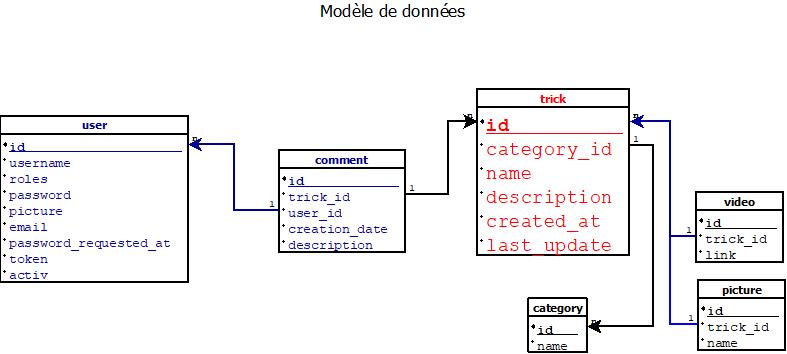 Modèle de données
user
id
username
roles
password
picture
email
password_requested_at
token
activ
n
1
comment
id
trick_id
user_id
creation_date
description
1
n
trick
id
category_id
name
description
created_at
last_update
n
1
video
id
trick_id
link
1
picture
id
trick_id
name
1
category
id
name
n